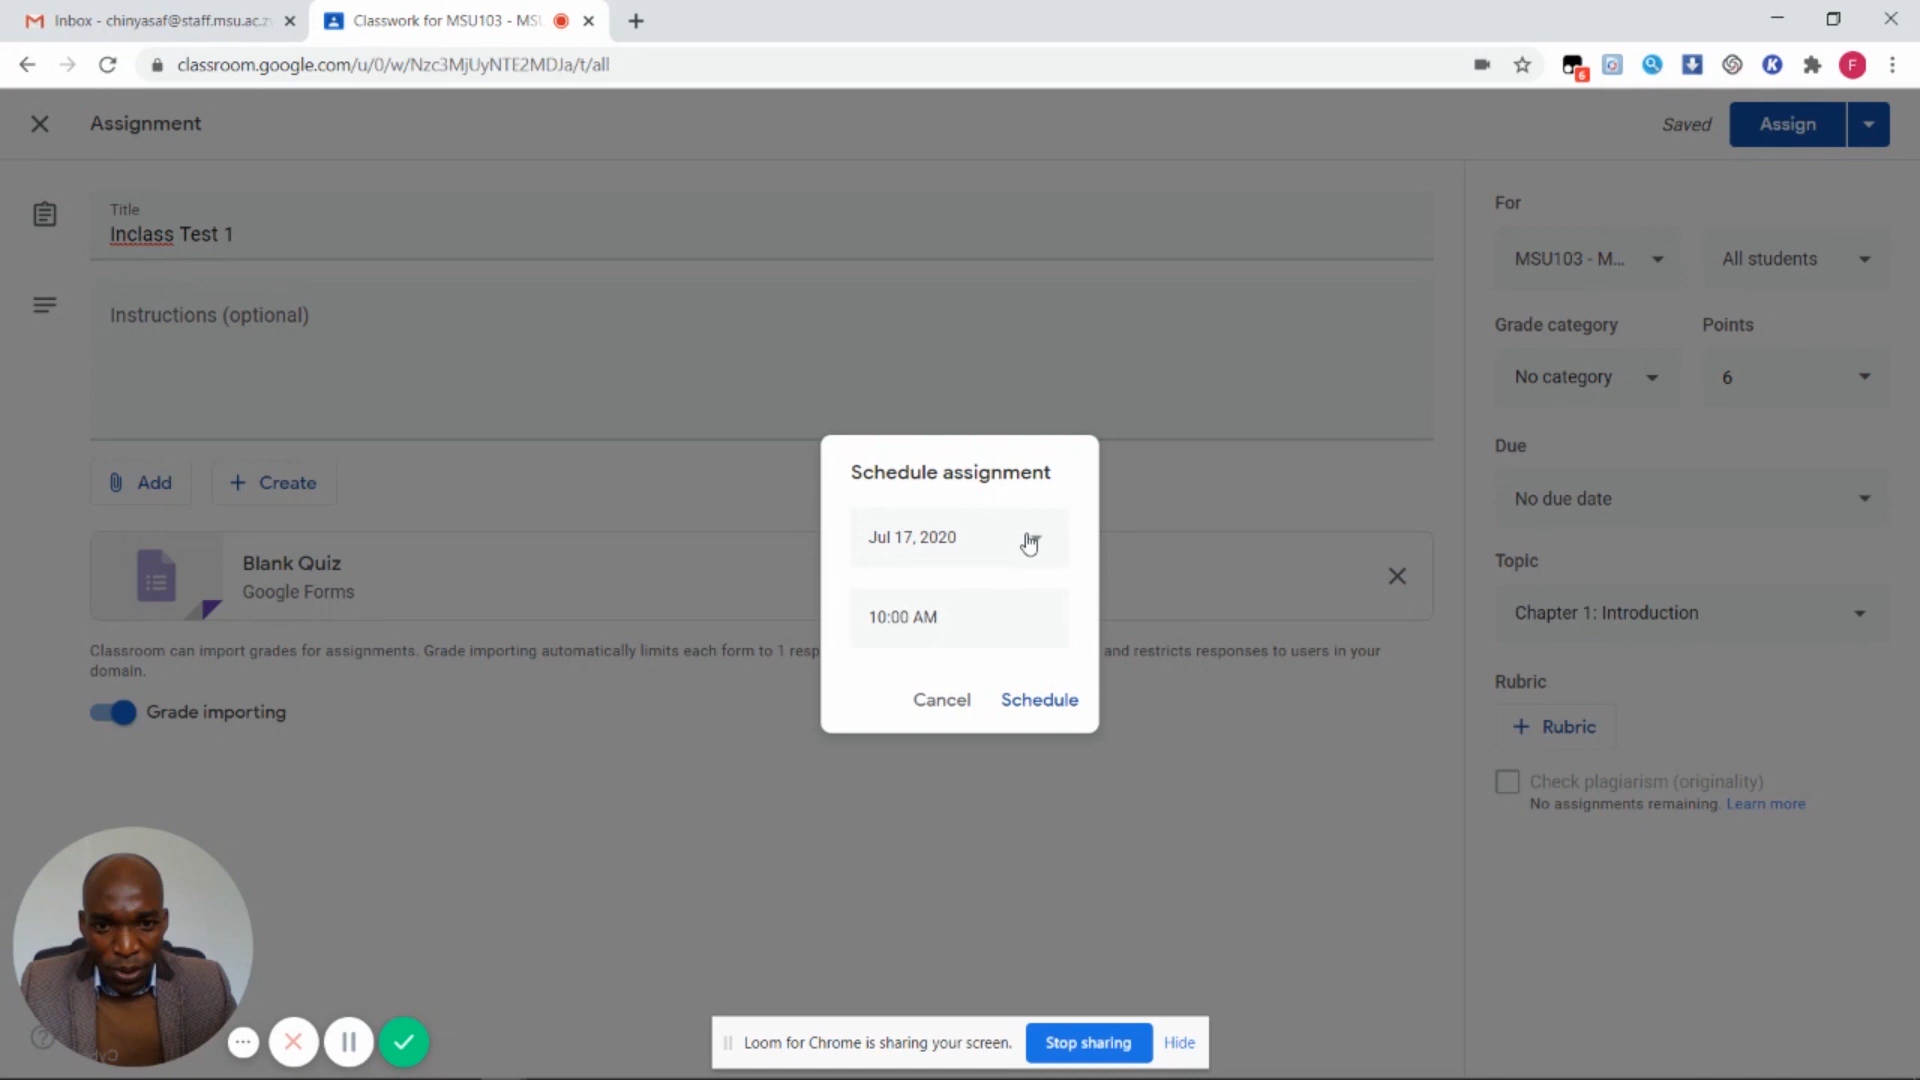 Inbox - chinyasaf@staff.msu.ac.z
Classwork for MSU103 - MS
classroom.google.com/u/0/w/Nzc3MjUyNTE2MDJa/t/all
6
K
F
Assignment
Saved
Assign
Title
Inclass Test 1
Instructions (optional)
Add
Create
Blank Quiz
Google Forms
Classroom can import grades for assignments. Grade importing automatically limits each form to 1 resp
and restricts responses to users in your
domain.
Grade importing
Schedule assignment
Jul 17, 2020
10:00 AM
Cancel
Schedule
For
MSU103 - M...
All students
Grade category
Points
No category
6
Due
No due date
Topic
Chapter 1: Introduction
Rubric
Rubric
Check plagiarism (originality)
No assignments remaining. Learn more
Loom for Chrome is sharing your screen.
Stop sharing
Hide